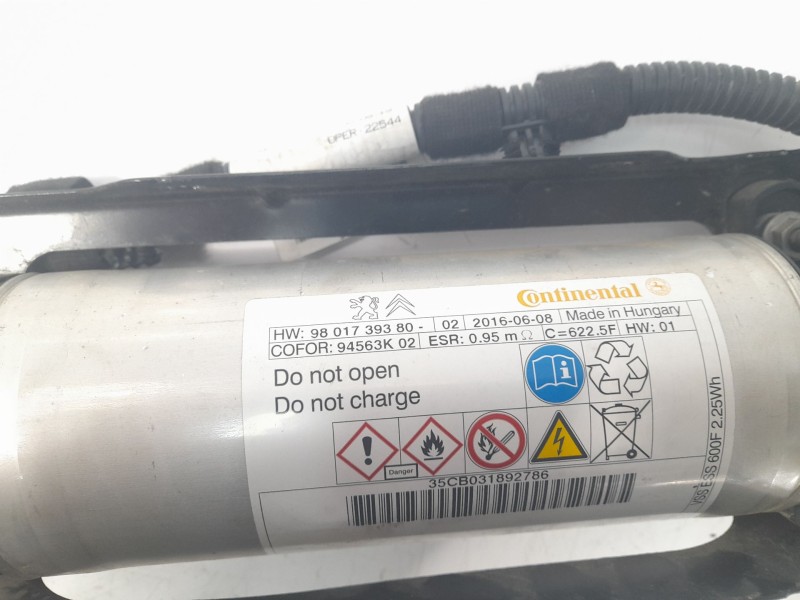 UPER 22544
Continental
HW: 98 017 393 80- 02 2016-06-08 Made in Hungary
COFOR: 94563K 02 ESR: 0.95 mΩ C=622.5F HW: 01
Do not open
Do not charge
Danger
35CB031892786
ESS 600F 2.25Wh